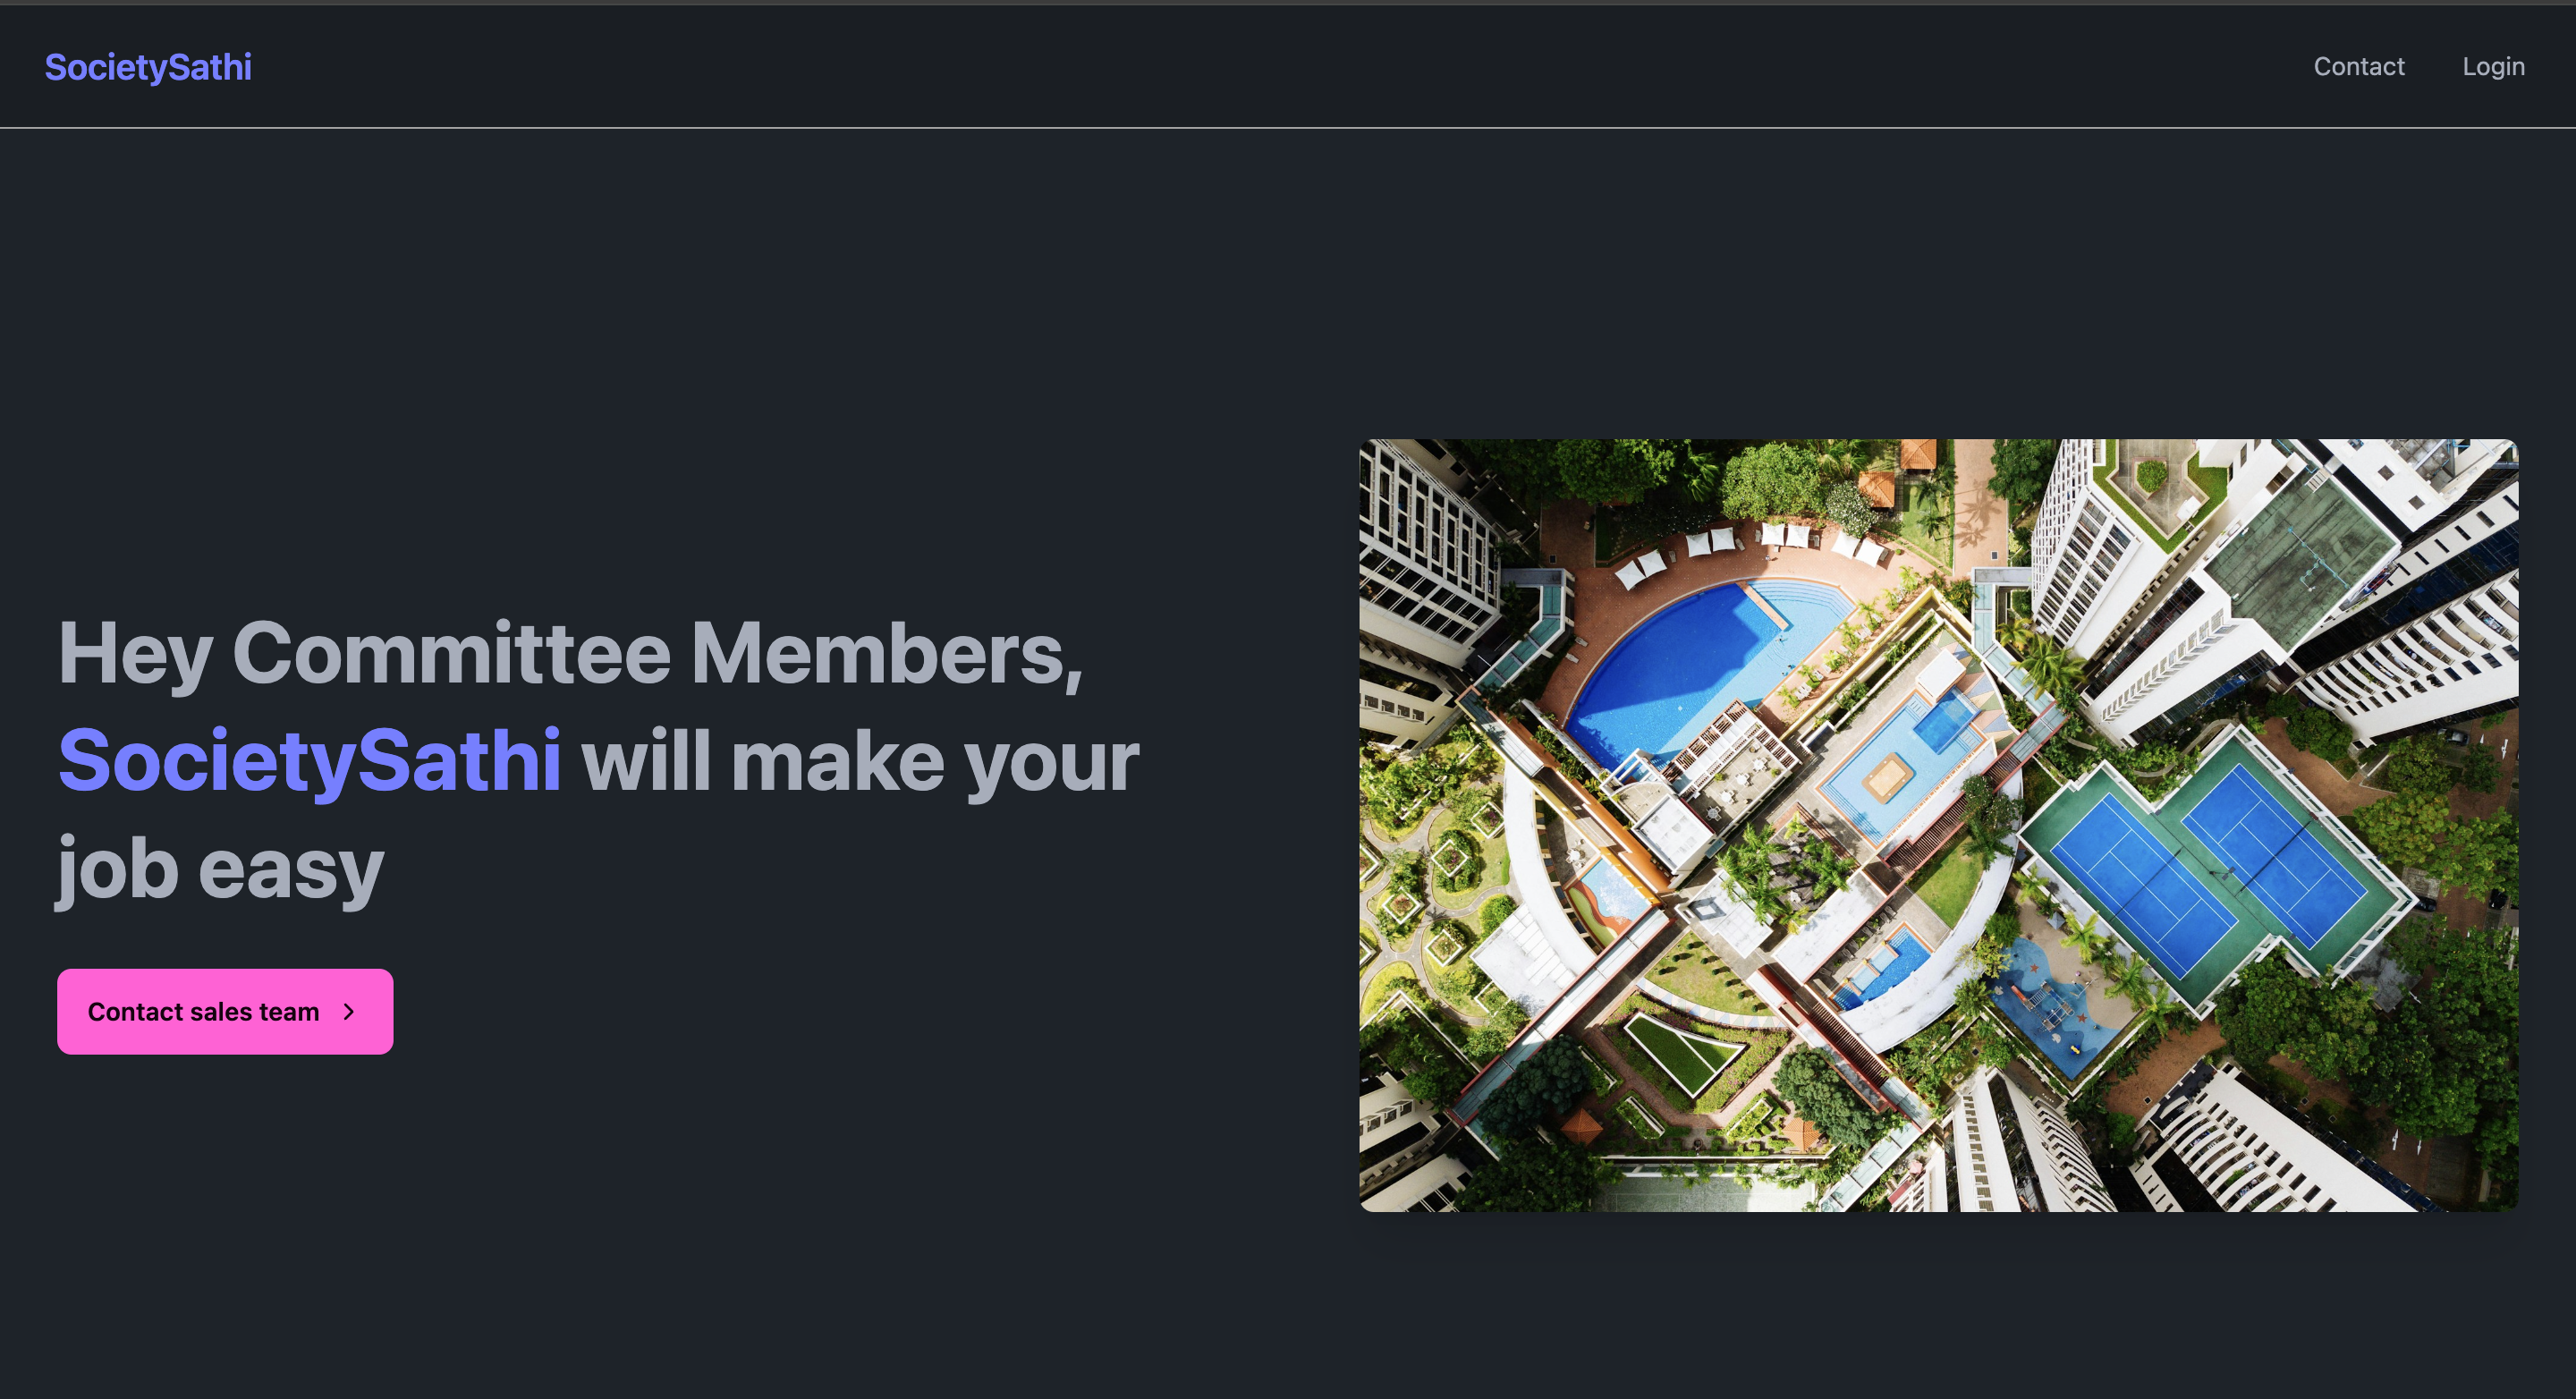 SocietySathi
Contact
Login
Hey Committee Members,
SocietySathi will make your
job easy
Contact sales team